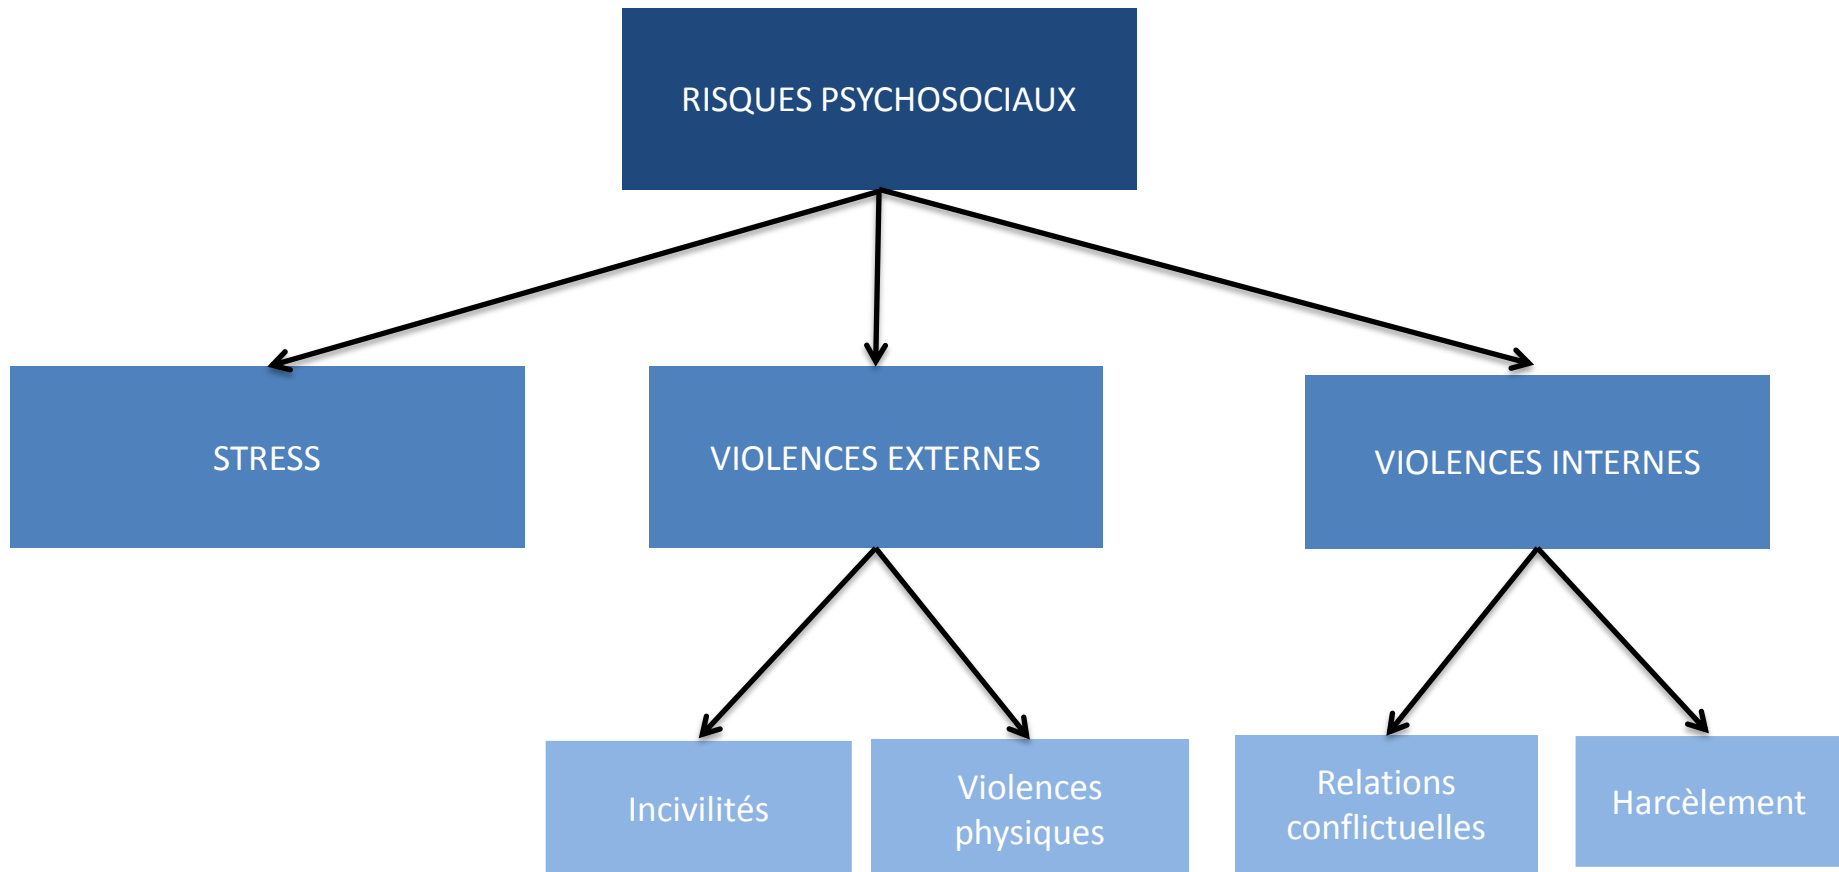 RISQUES PSYCHOSOCIAUX
STRESS
VIOLENCES EXTERNES
VIOLENCES INTERNES
Incivilités
Violences
physiques
Relations
conflictuelles
Harcèlement